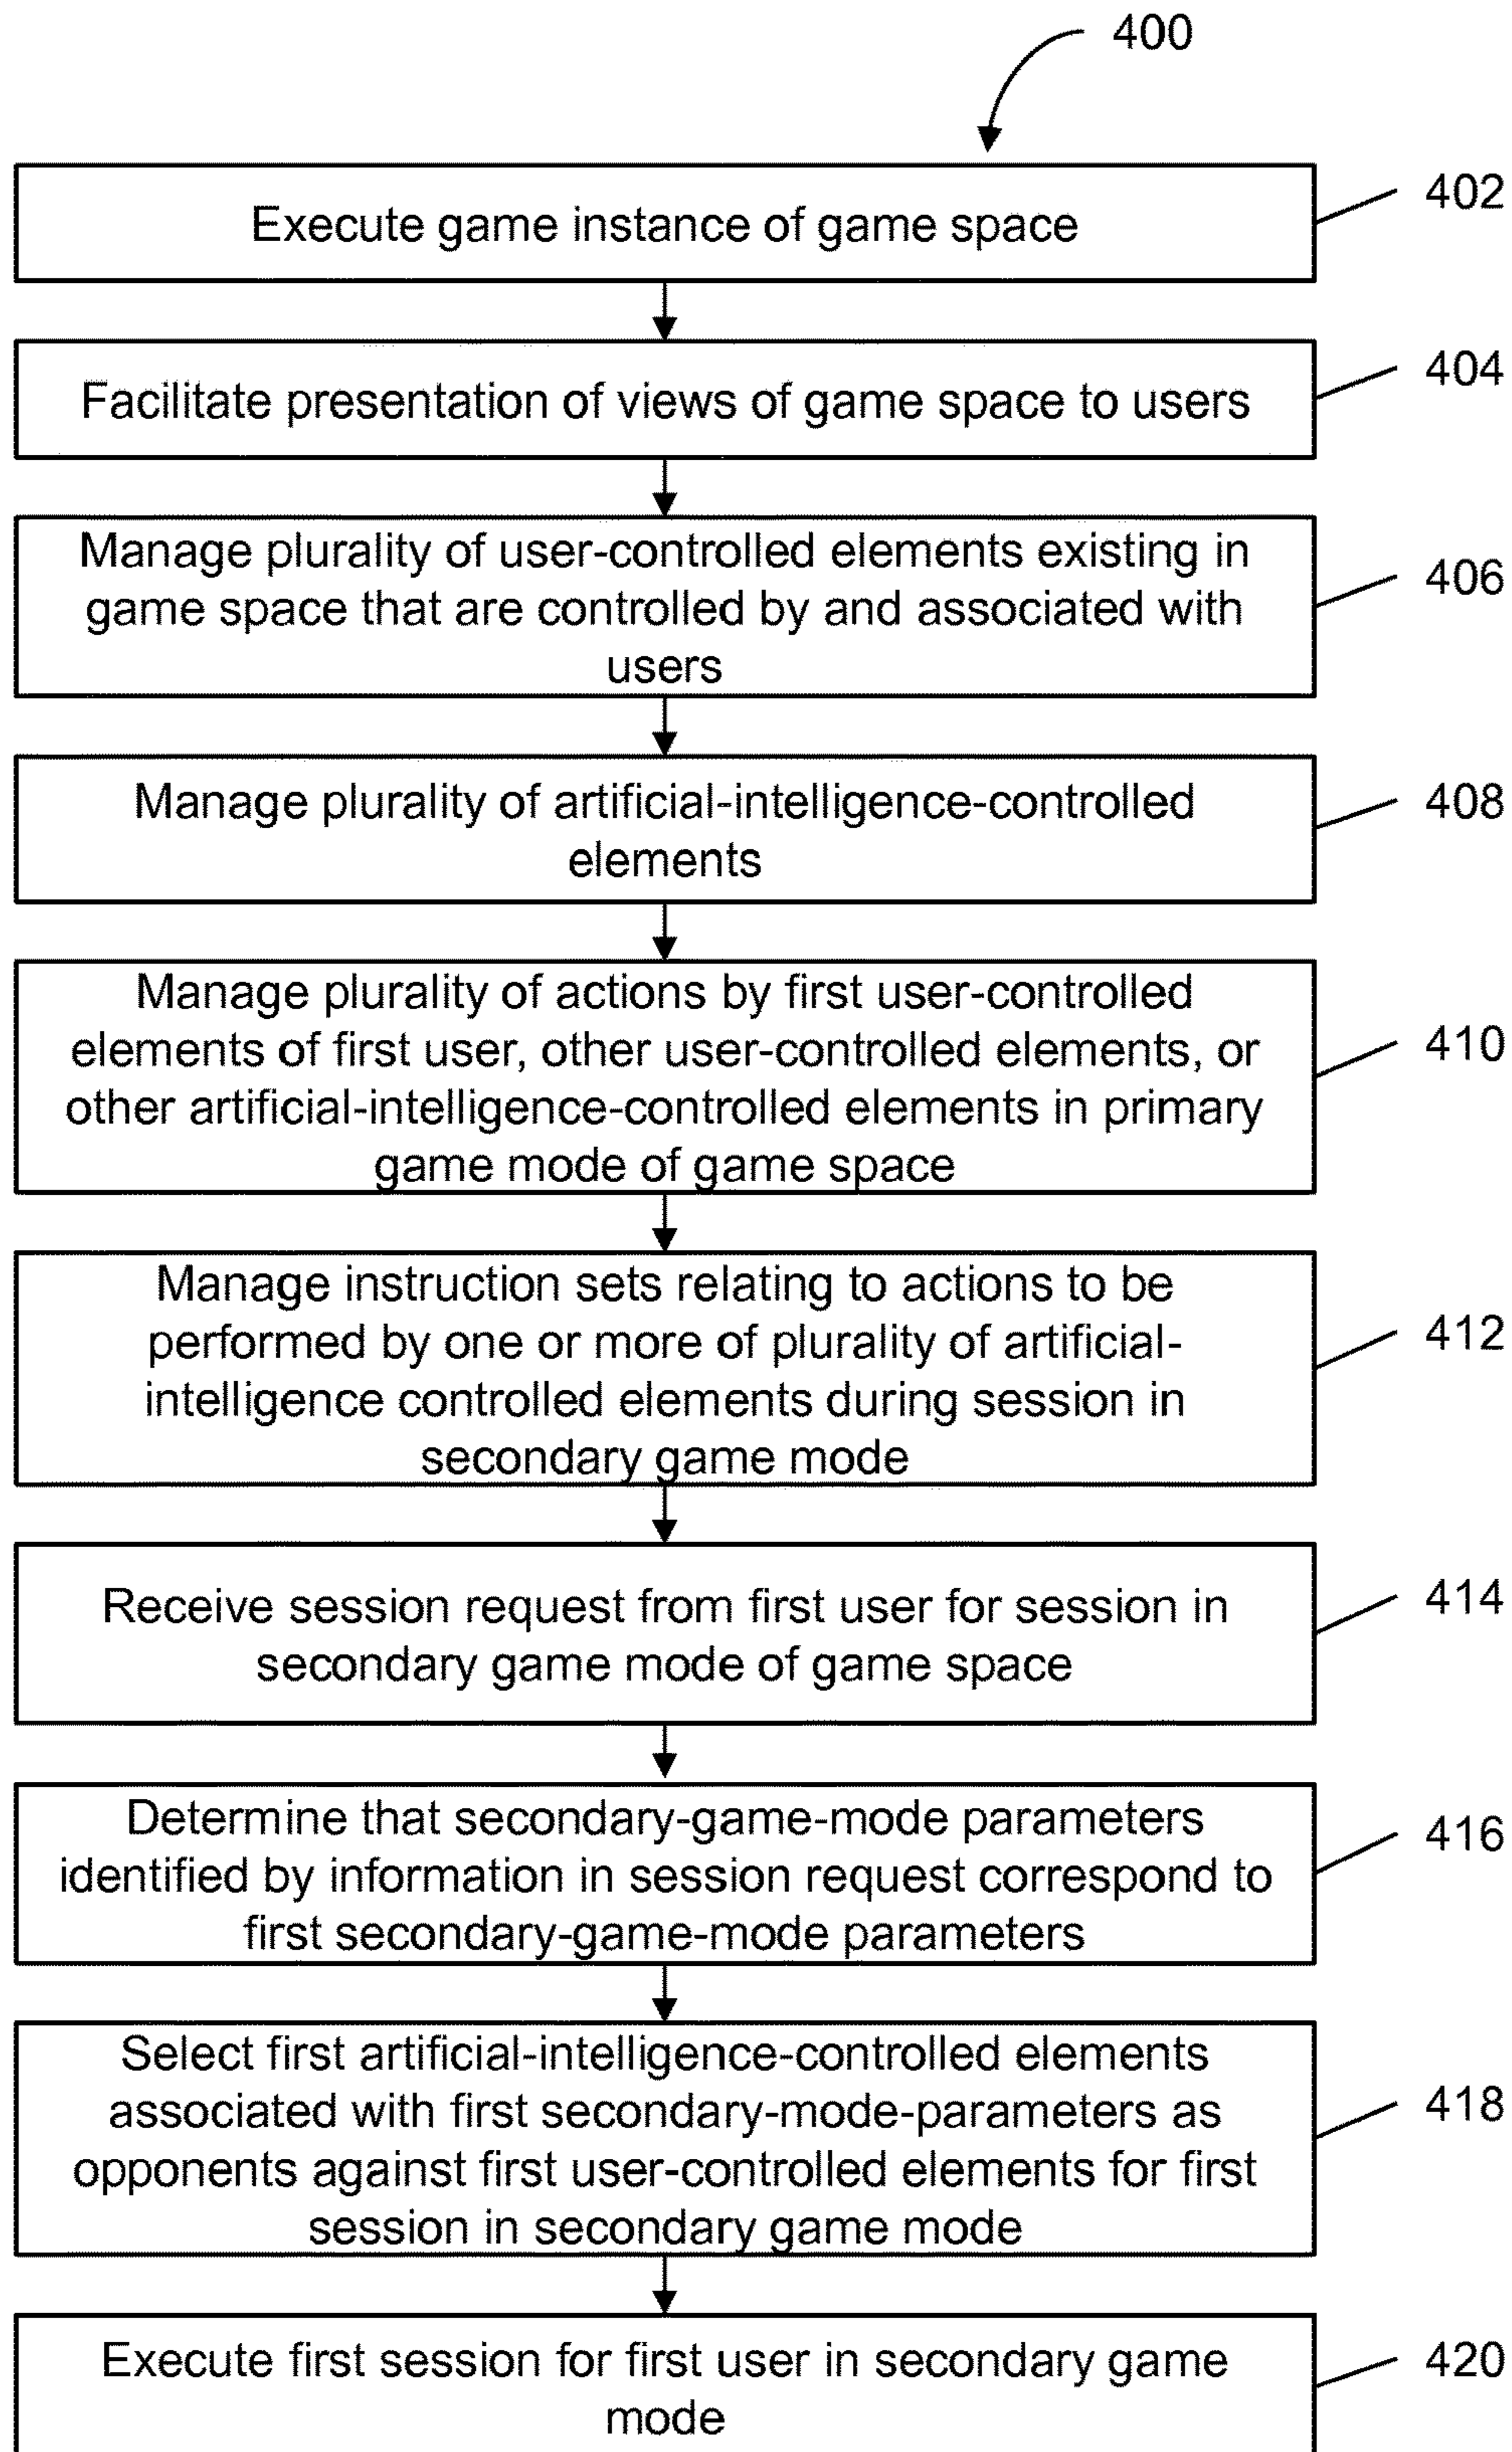 400
Execute game instance of game space
402
Facilitate presentation of views of game space to users
404
Manage plurality of user-controlled elements existing in
game space that are controlled by and associated with
users
406
Manage plurality of artificial-intelligence-controlled
elements
408
Manage plurality of actions by first user-controlled
elements of first user, other user-controlled elements, or
other artificial-intelligence-controlled elements in primary
game mode of game space
410
Manage instruction sets relating to actions to be
performed by one or more of plurality of artificial-
intelligence controlled elements during session in
secondary game mode
412
Receive session request from first user for session in
secondary game mode of game space
414
Determine that secondary-game-mode parameters
identified by information in session request correspond to
first secondary-game-mode parameters
416
Select first artificial-intelligence-controlled elements
associated with first secondary-mode-parameters as
opponents against first user-controlled elements for first
session in secondary game mode
418
Execute first session for first user in secondary game
mode
420